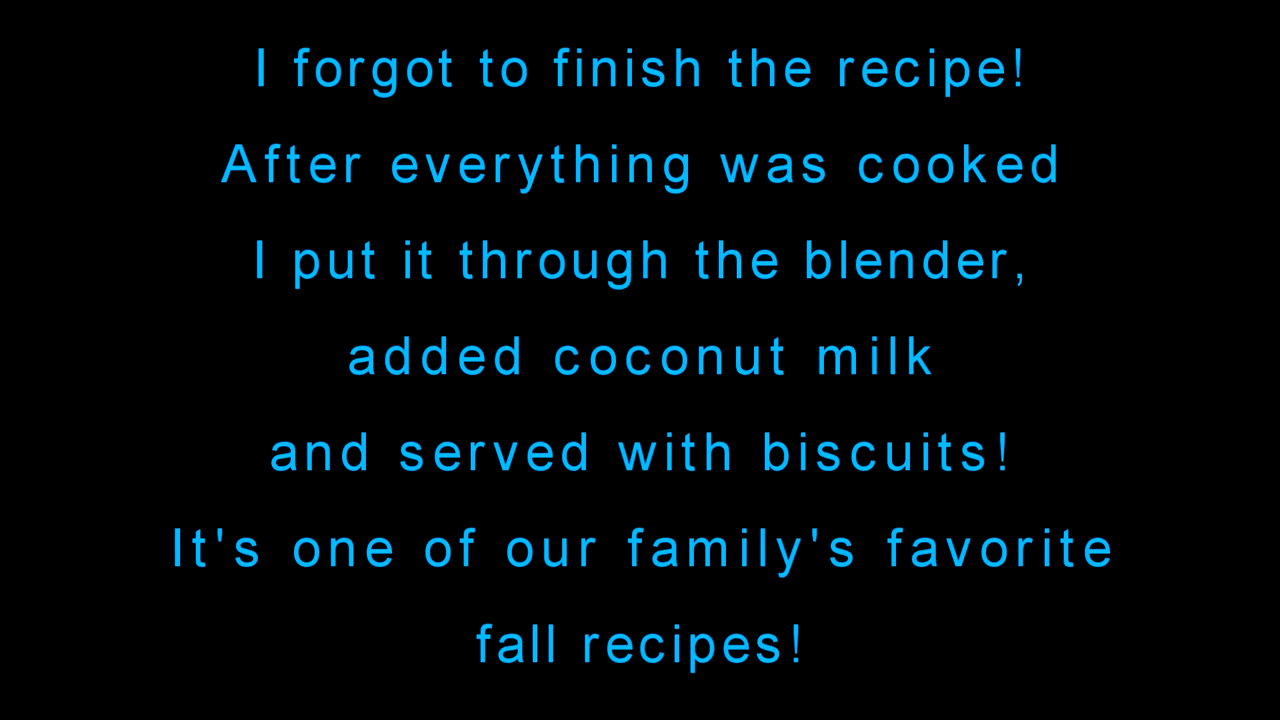 I forgot to finish the recipe!
After everything was cooked
I put it through the blender,
added coconut milk
and served with biscuits!
It's one of our family's favorite
fall recipes!